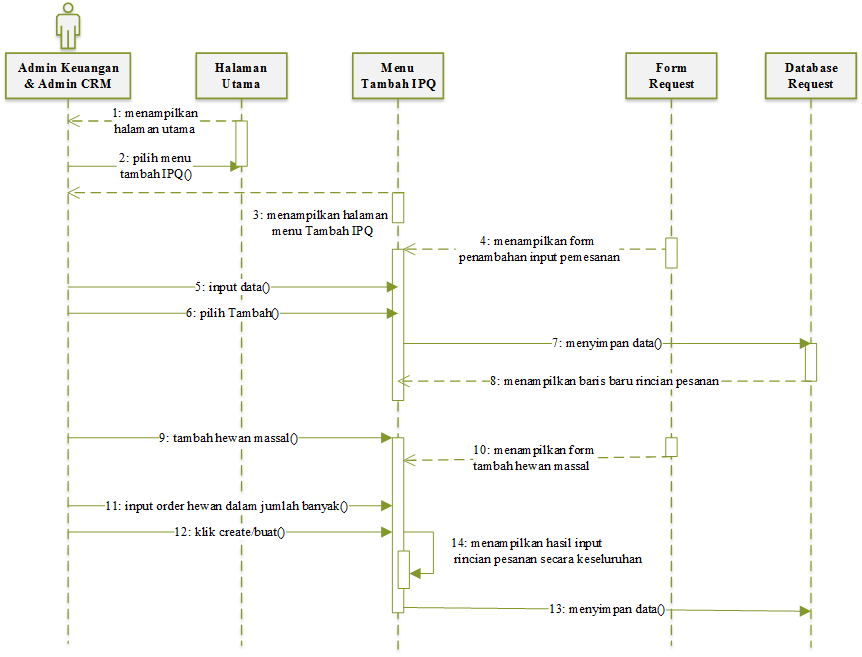 Admin Keuangan
& Admin CRM
Halaman
Utama
Menu
Tambah IPQ
Form
Request
Database
Request
1: menampilkan
halaman utama
2: pilih menu
tambah IPQ()
3: menampilkan halaman
menu Tambah IPQ
4: menampilkan form
penambahan input pemesanan
5: input data()
6: pilih Tambah()
7: menyimpan data()
8: menampilkan baris baru rincian pesanan
9: tambah hewan massal()
10: menampilkan form
tambah hewan massal
11: input order hewan dalam jumlah banyak()
12: klik create/buat()
14: menampilkan hasil input
rincian pesanan secara keseluruhan
13: menyimpan data()